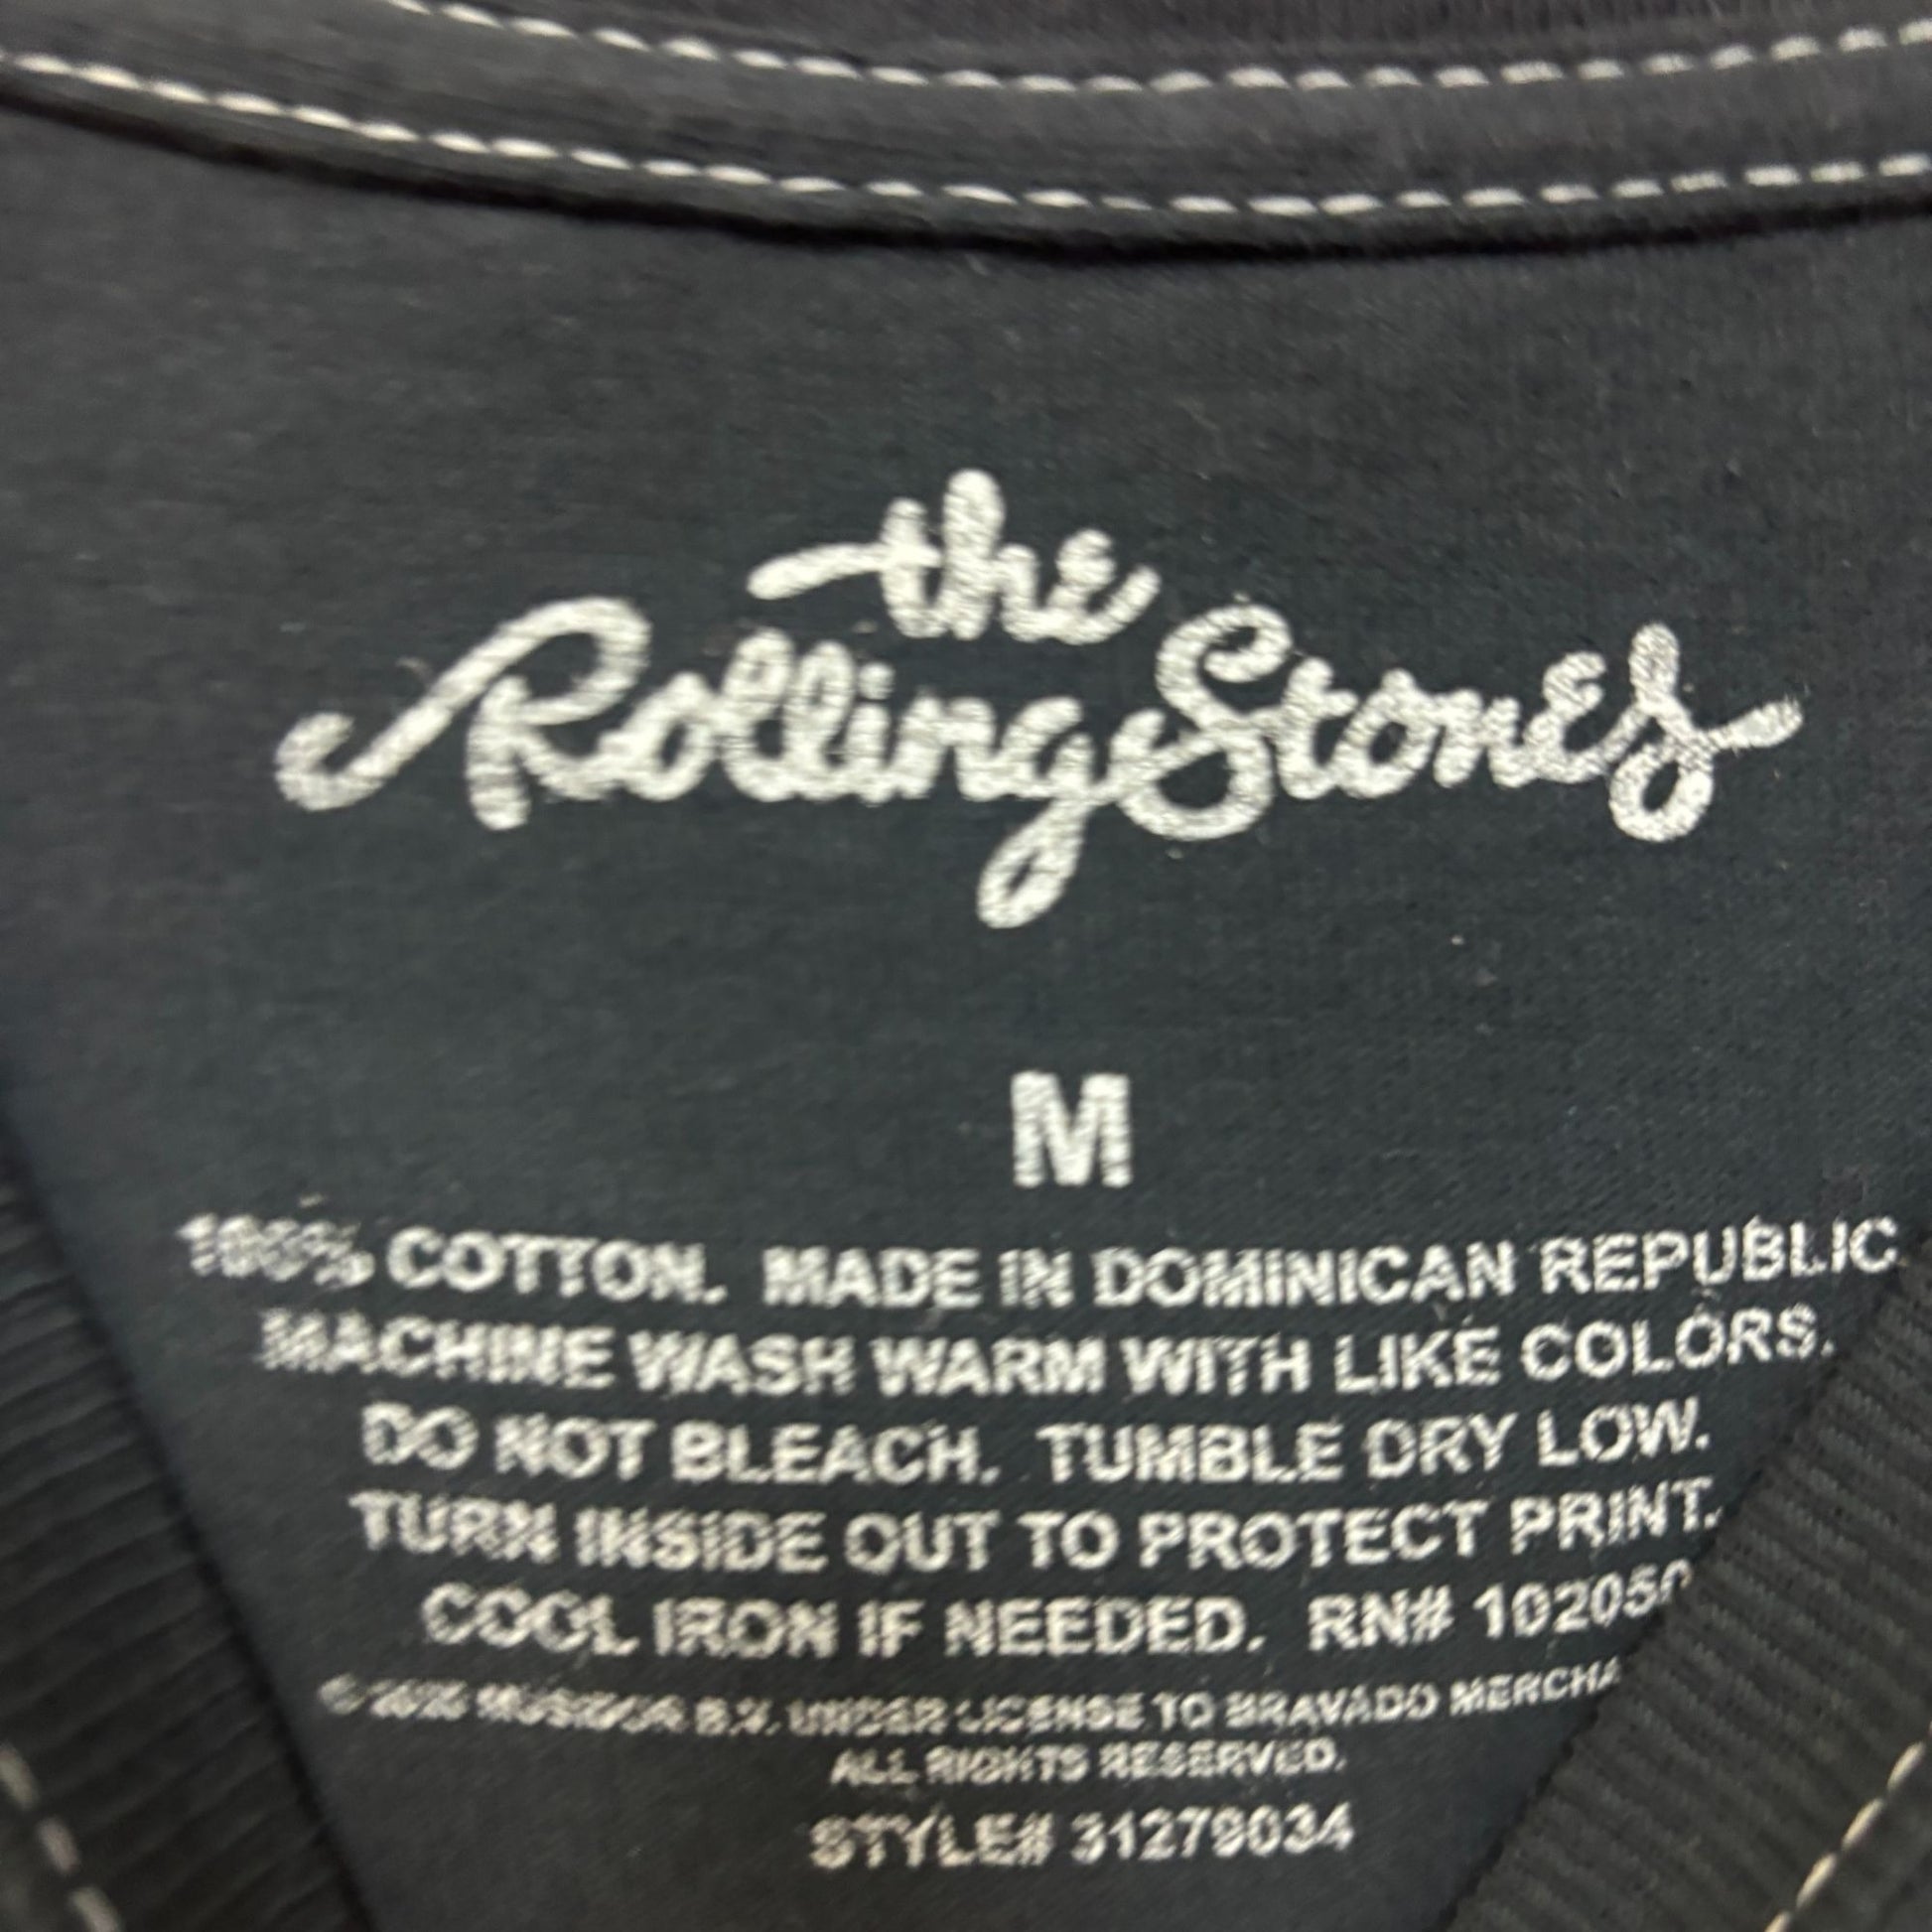 the
Rolling Stones
M
100% COTTON. MADE IN DOMINICAN REPUBLIC
MACHINE WASH WARM WITH LIKE COLORS.
DO NOT BLEACH. TUMBLE DRY LOW.
TURN INSIDE OUT TO PROTECT PRINT.
COOL IRON IF NEEDED. RN# 102050
© MUSIDOR B.V. UNDER LICENSE TO BRAVADO MERCHA
ALL RIGHTS RESERVED.
STYLE# 31279034